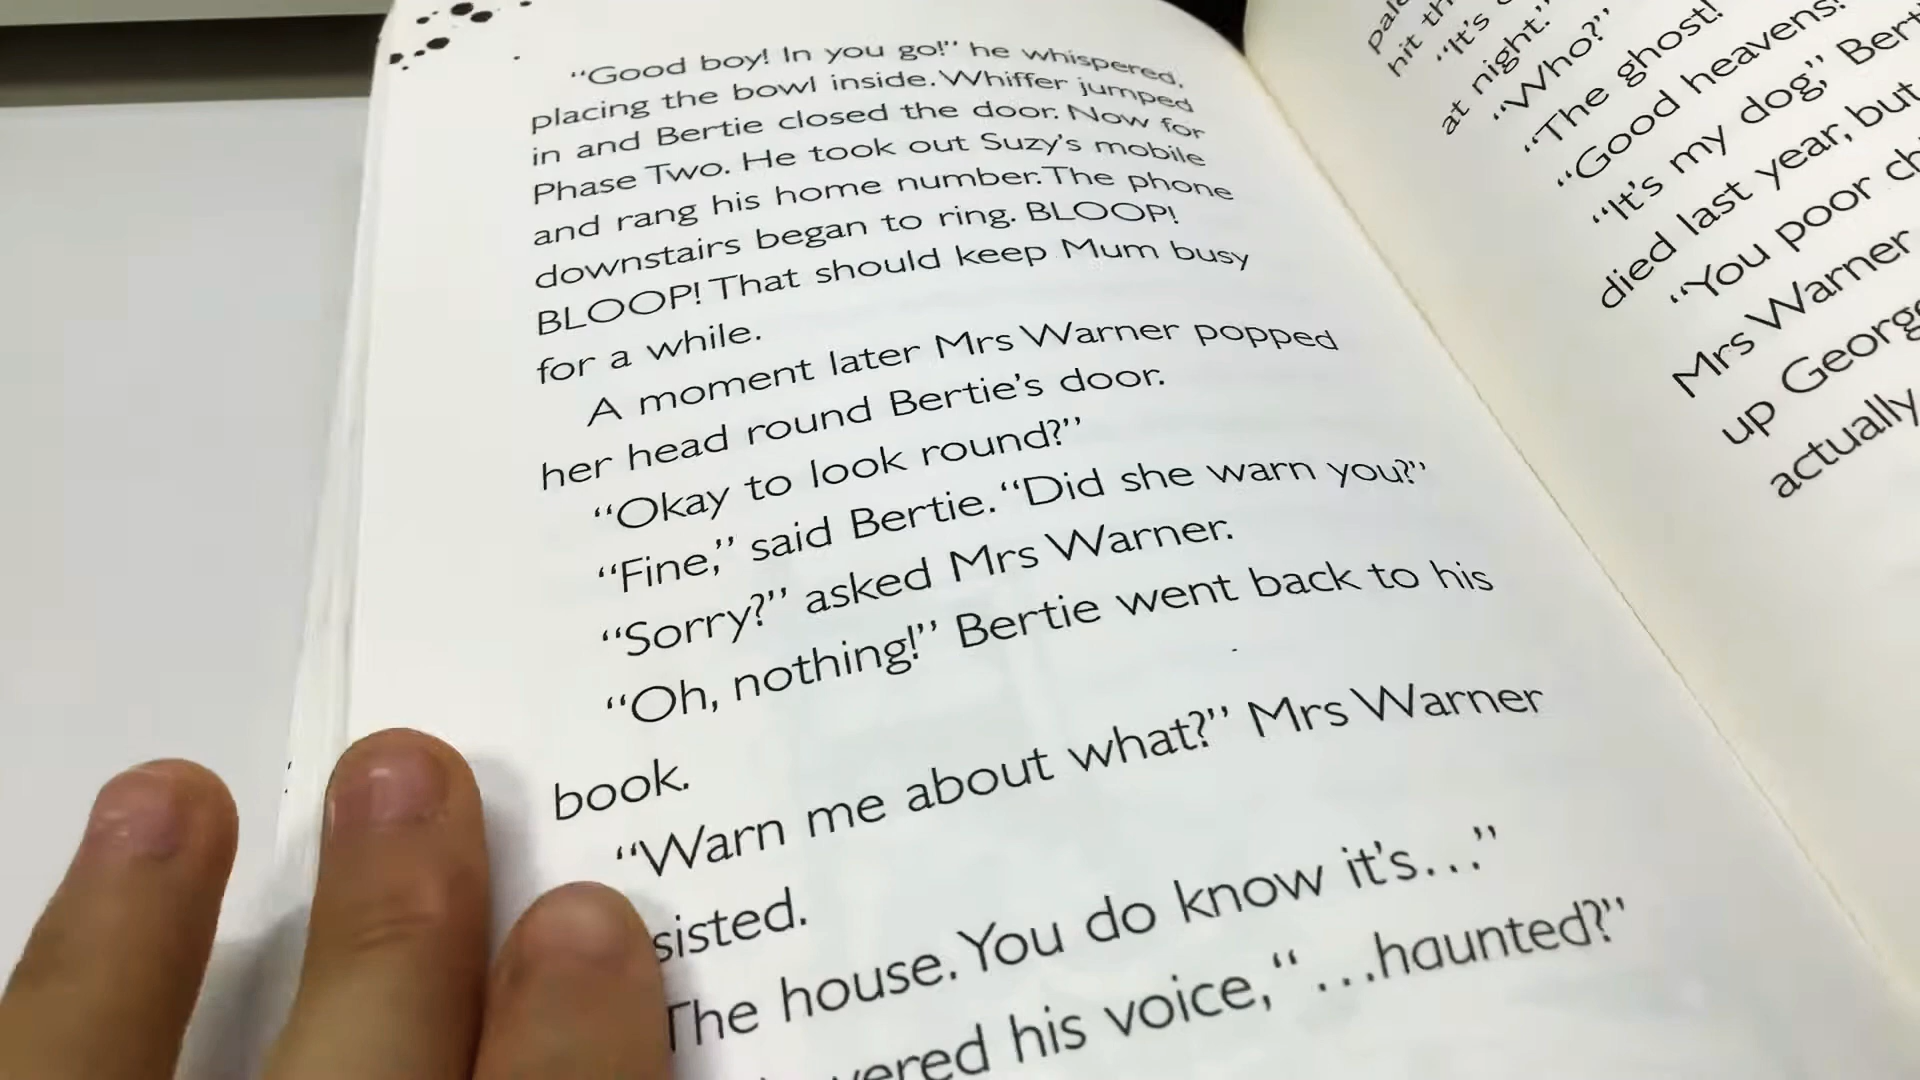 “Good boy! In you go!” he whispered,
placing the bowl inside. Whiffer jumped
in and Bertie closed the door. Now for
Phase Two. He took out Suzy’s mobile
and rang his home number. The phone
downstairs began to ring. BLOOP!
BLOOP! That should keep Mum busy
for a while.
A moment later Mrs Warner popped
her head round Bertie’s door.
“Okay to look round?”
“Fine,” said Bertie. “Did she warn you?”
“Sorry?” asked Mrs Warner.
“Oh, nothing!” Bertie went back to his
book.
“Warn me about what?” Mrs Warner
sisted.
The house. You do know it’s…”
his voice, “…haunted?”
hit
“It’s
at night.”
“Who?”
“The ghost!
“Good heavens!
“It’s my dog,”
died last year, but
“You poor
Mrs Warner
up
actually